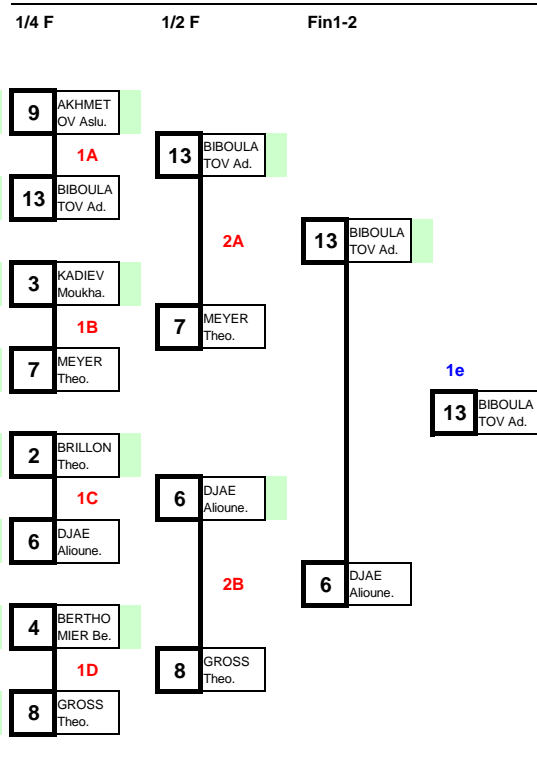 1/4 F 1/2 F Fin1-2
9 AKHMET
OV Aslu.
1A
13 BIBOULA
TOV Ad.
3 KADIEV
Moukha.
1B
7 MEYER
Theo.
2 BRILLON
Theo.
1C
6 DJAE
Alioune.
4 BERTHO
MIER Be.
1D
8 GROSS
Theo.
13 BIBOULA
TOV Ad.
2A
7 MEYER
Theo.
6 DJAE
Alioune.
2B
8 GROSS
Theo.
13 BIBOULA
TOV Ad.
6 DJAE
Alioune.
1e
13 BIBOULA
TOV Ad.